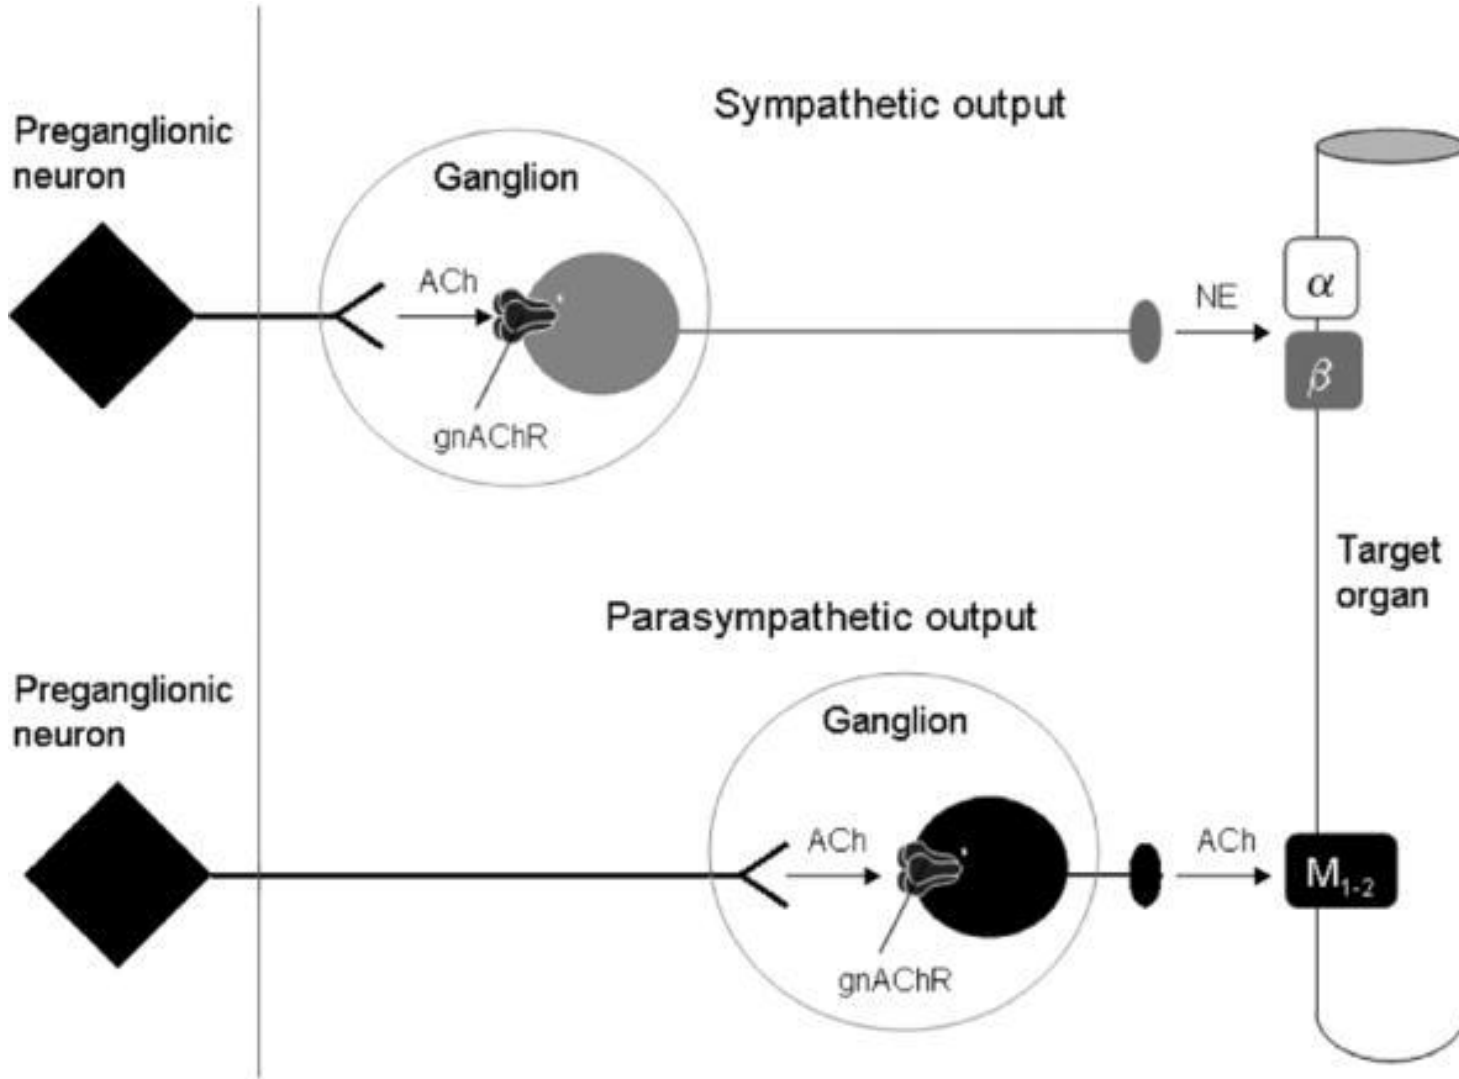 Sympathetic output
Preganglionic
neuron
Ganglion
ACh
gnAChR
NE
α
β
Target
organ
Parasympathetic output
Preganglionic
neuron
Ganglion
ACh
gnAChR
ACh
M1-2